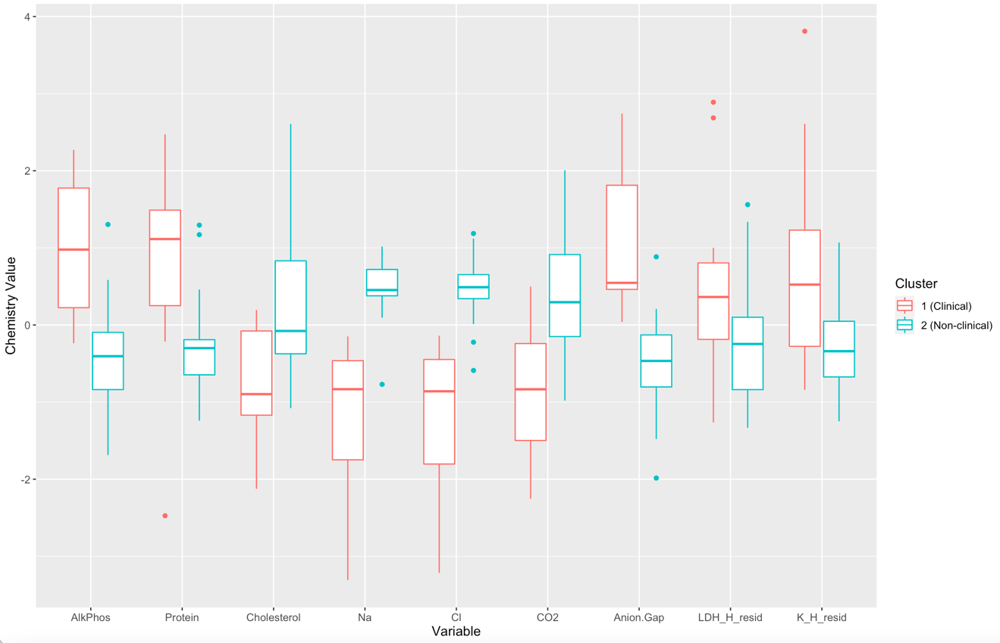 4
2
0
-2
Chemistry Value
AlkPhos Protein Cholesterol Na Cl CO2 Anion.Gap LDH_H_resid K_H_resid
Variable
Cluster
1 (Clinical)
2 (Non-clinical)